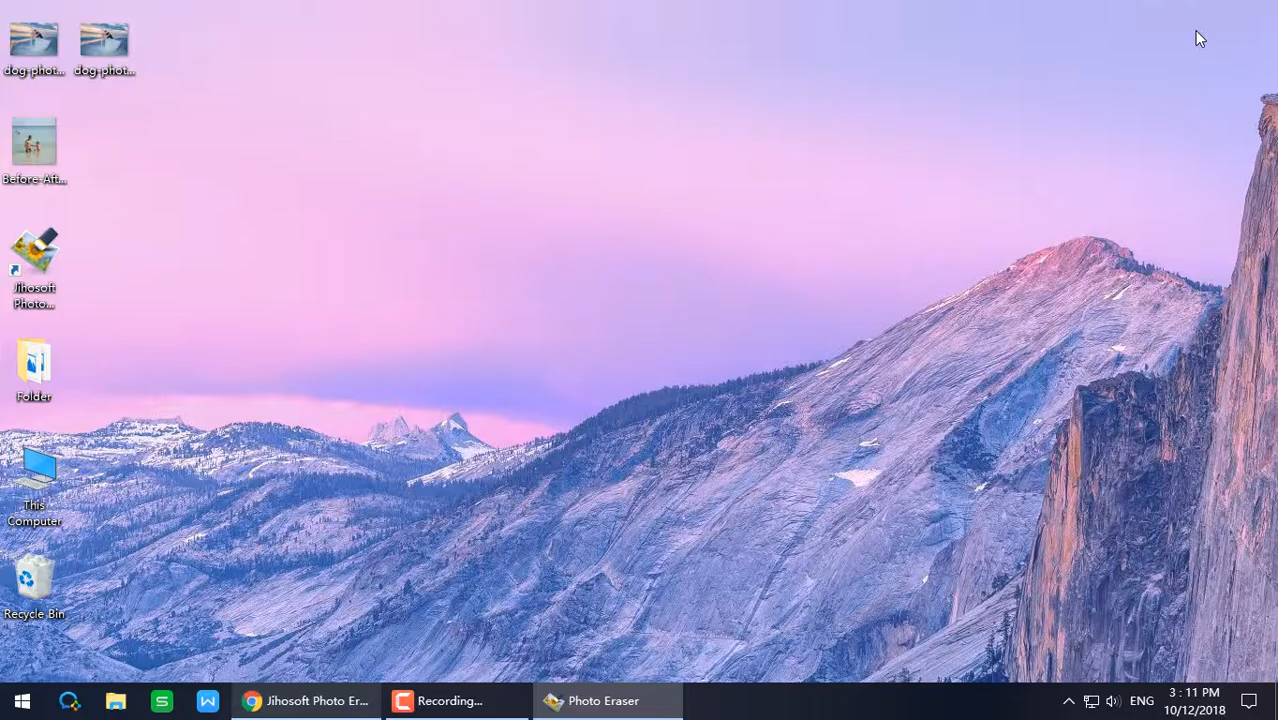 dog-phot...
dog-phot...
Before-Aft...
Jihosoft
Photo...
Folder
This
Computer
Recycle Bin
Jihosoft Photo Er...
Recording...
Photo Eraser
ENG
3 : 11 PM
10/12/2018